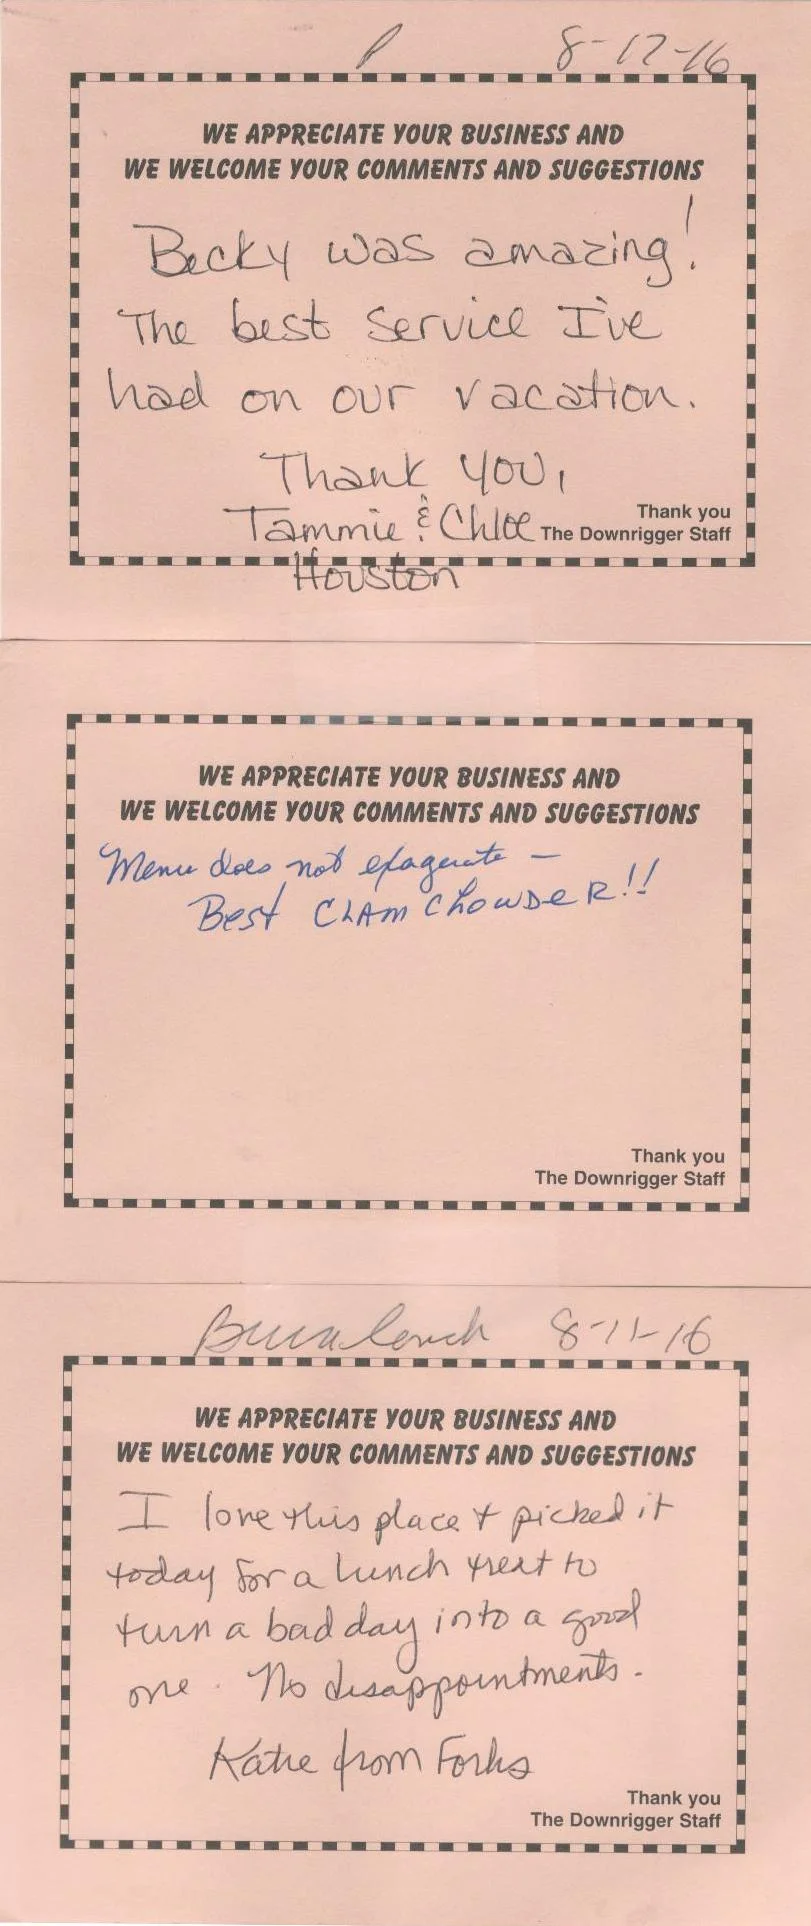 P 8-12-16
WE APPRECIATE YOUR BUSINESS AND
WE WELCOME YOUR COMMENTS AND SUGGESTIONS
Becky was amazing!
The best service I've
had on our vacation.
Thank you,
Tammie & Chloe
Houston
Thank you
The Downrigger Staff
WE APPRECIATE YOUR BUSINESS AND
WE WELCOME YOUR COMMENTS AND SUGGESTIONS
Menu does not exagerate -
BEST CLAM CHOWDER!!
Thank you
The Downrigger Staff
8-11-16
WE APPRECIATE YOUR BUSINESS AND
WE WELCOME YOUR COMMENTS AND SUGGESTIONS
I love this place + picked it
today for a lunch treat to
turn a bad day into a good
one. No disappointments.
Katie from Forks
Thank you
The Downrigger Staff